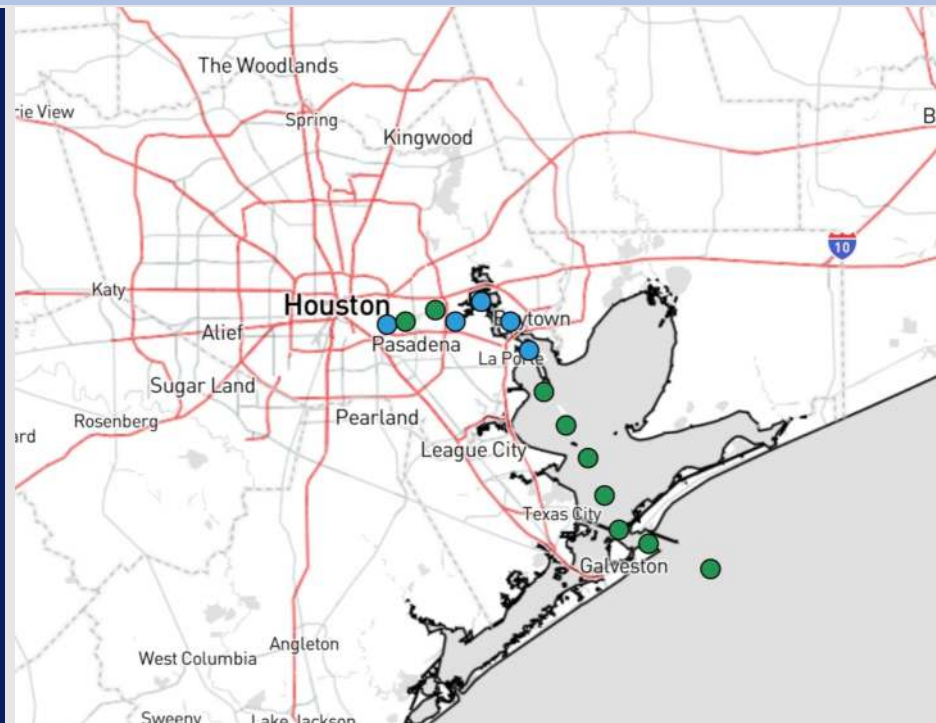 The Woodlands
rie View
Spring
B
Kingwood
10
Katy
Houston
Alief
Pasadena
La Porte
Sugar Land
Rosenberg
Pearland
ard
League City
Texas City
Galveston
Angleton
West Columbia
Sweeny
Lake Jackson